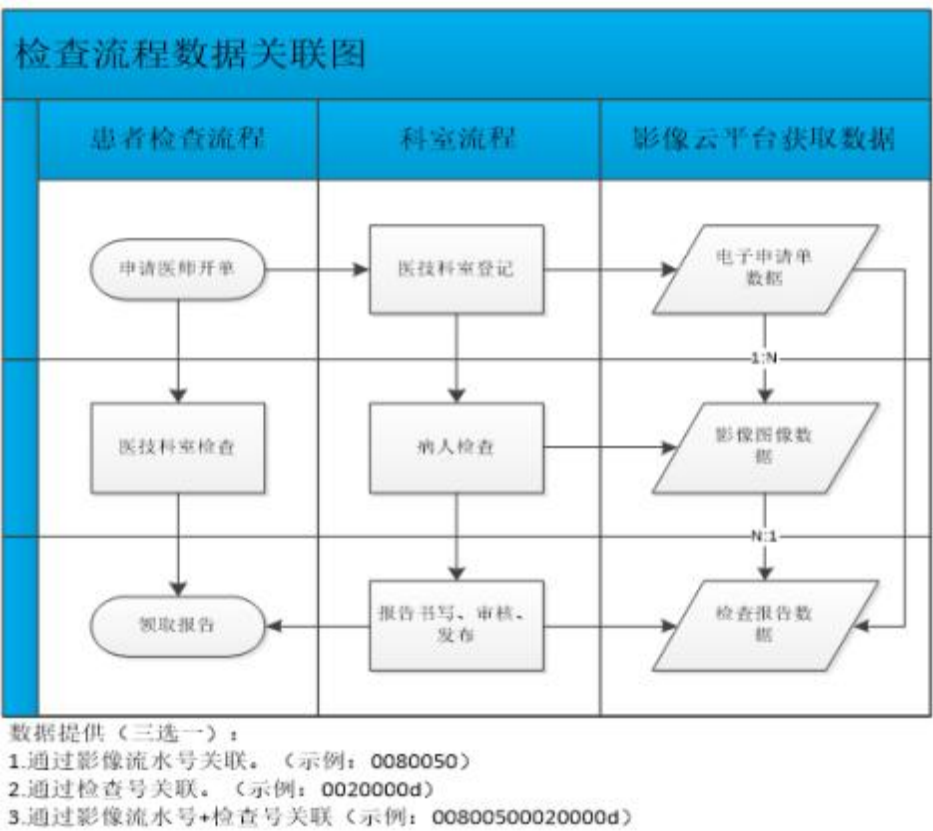 检查流程数据关联图
患者检查流程
科室流程
影像云平台获取数据
申请医师开单
医技科室登记
电子申请单
数据
1:N
医技科室检查
病人检查
影像图像数
据
N:1
领取报告
报告书写、审核、
发布
检查报告数
据
数据提供（三选一）：
1.通过影像流水号关联。（示例：0080050）
2.通过检查号关联。（示例：0020000d）
3.通过影像流水号+检查号关联（示例：00800500020000d）